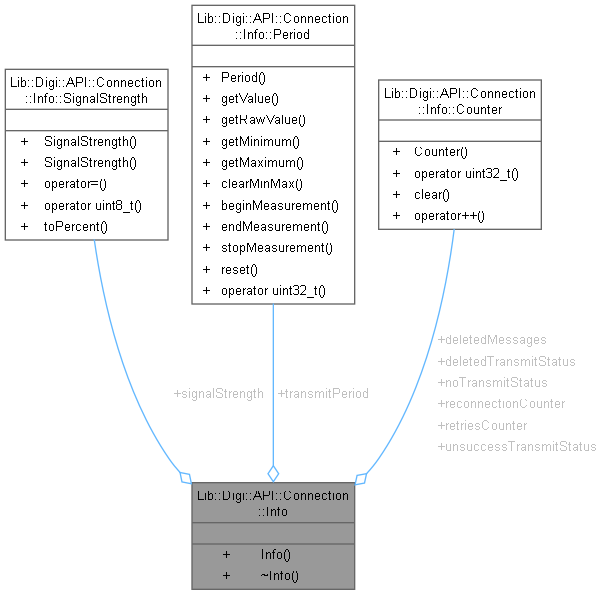 Lib::Digi::API::Connection
::Info::Period
+ Period()
+ getValue()
+ getRawValue()
+ getMinimum()
+ getMaximum()
+ clearMinMax()
+ beginMeasurement()
+ endMeasurement()
+ stopMeasurement()
+ reset()
+ operator uint32_t()
Lib::Digi::API::Connection
::Info::SignalStrength
+ SignalStrength()
+ SignalStrength()
+ operator=()
+ operator uint8_t()
+ toPercent()
Lib::Digi::API::Connection
::Info::Counter
+ Counter()
+ operator uint32_t()
+ clear()
+ operator++()
+signalStrength
+transmitPeriod
+deletedMessages
+deletedTransmitStatus
+noTransmitStatus
+reconnectionCounter
+retriesCounter
+unsuccessTransmitStatus
Lib::Digi::API::Connection
::Info
+ Info()
+ ~Info()